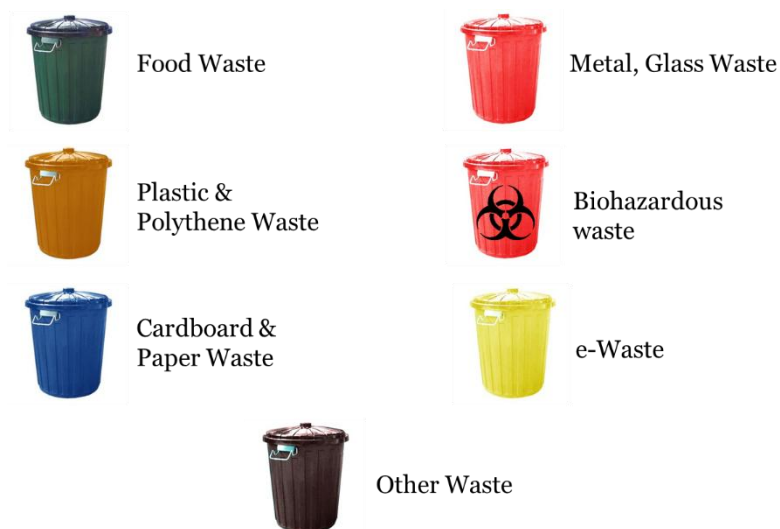 Food Waste
Metal, Glass Waste
Plastic &
Polythene Waste
Biohazardous
waste
Cardboard &
Paper Waste
e-Waste
Other Waste